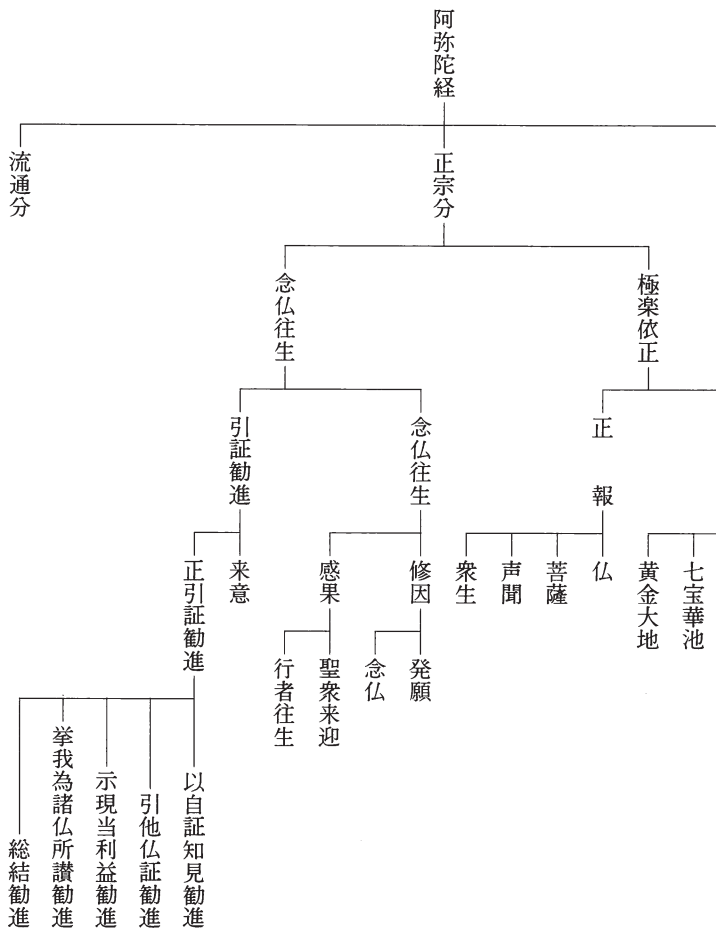 阿弥陀経
正宗分
流通分
極楽依正
念仏往生
正報
念仏往生
引証勧進
七宝華池
黄金大地
仏
菩薩
声聞
衆生
修因
感果
来意
正引証勧進
発願
念仏
聖衆来迎
行者往生
以自証知見勧進
引他仏証勧進
示現当利益勧進
挙我為諸仏所讃勧進
総結勧進